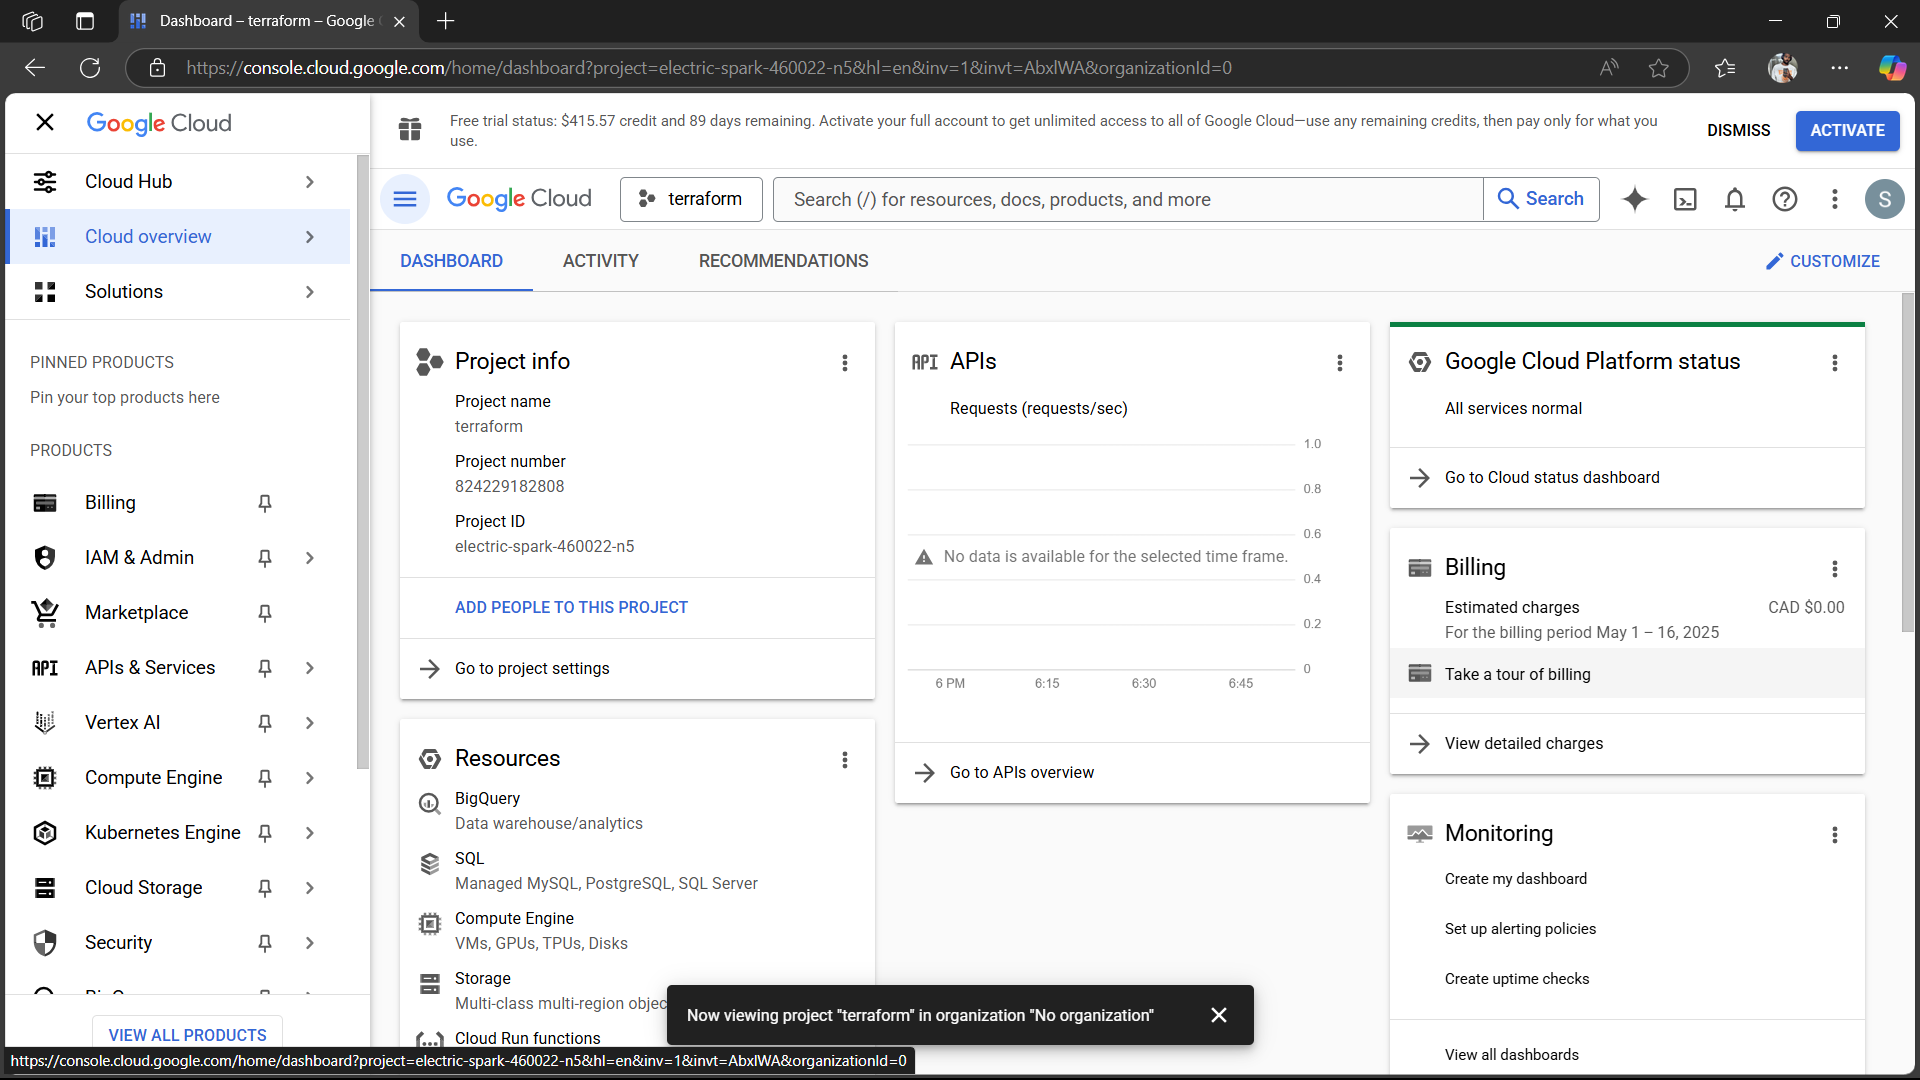 Dashboard – terraform – Google
https://console.cloud.google.com/home/dashboard?project=electric-spark-460022-n5&hl=en&inv=1&invt=AbxlWA&organizationId=0
Google Cloud
Free trial status: $415.57 credit and 89 days remaining. Activate your full account to get unlimited access to all of Google Cloud—use any remaining credits, then pay only for what you
use.
DISMISS
ACTIVATE
Google Cloud
terraform
Search (/) for resources, docs, products, and more
Search
S
Cloud Hub
Cloud overview
Solutions
PINNED PRODUCTS
Pin your top products here
PRODUCTS
Billing
IAM & Admin
Marketplace
API
APIs & Services
Vertex AI
Compute Engine
Kubernetes Engine
Cloud Storage
Security
VIEW ALL PRODUCTS
DASHBOARD
ACTIVITY
RECOMMENDATIONS
CUSTOMIZE
Project info
Project name
terraform
Project number
824229182808
Project ID
electric-spark-460022-n5
ADD PEOPLE TO THIS PROJECT
Go to project settings
Resources
BigQuery
Data warehouse/analytics
SQL
Managed MySQL, PostgreSQL, SQL Server
Compute Engine
VMs, GPUs, TPUs, Disks
Storage
Multi-class multi-region objec
Cloud Run functions
API
APIs
Requests (requests/sec)
1.0
0.8
0.6
No data is available for the selected time frame.
0.4
0.2
0
6 PM
6:15
6:30
6:45
Go to APIs overview
Google Cloud Platform status
All services normal
Go to Cloud status dashboard
Billing
Estimated charges
CAD $0.00
For the billing period May 1 – 16, 2025
Take a tour of billing
View detailed charges
Monitoring
Create my dashboard
Set up alerting policies
Create uptime checks
View all dashboards
Now viewing project "terraform" in organization "No organization"
https://console.cloud.google.com/home/dashboard?project=electric-spark-460022-n5&hl=en&inv=1&invt=AbxlWA&organizationId=0